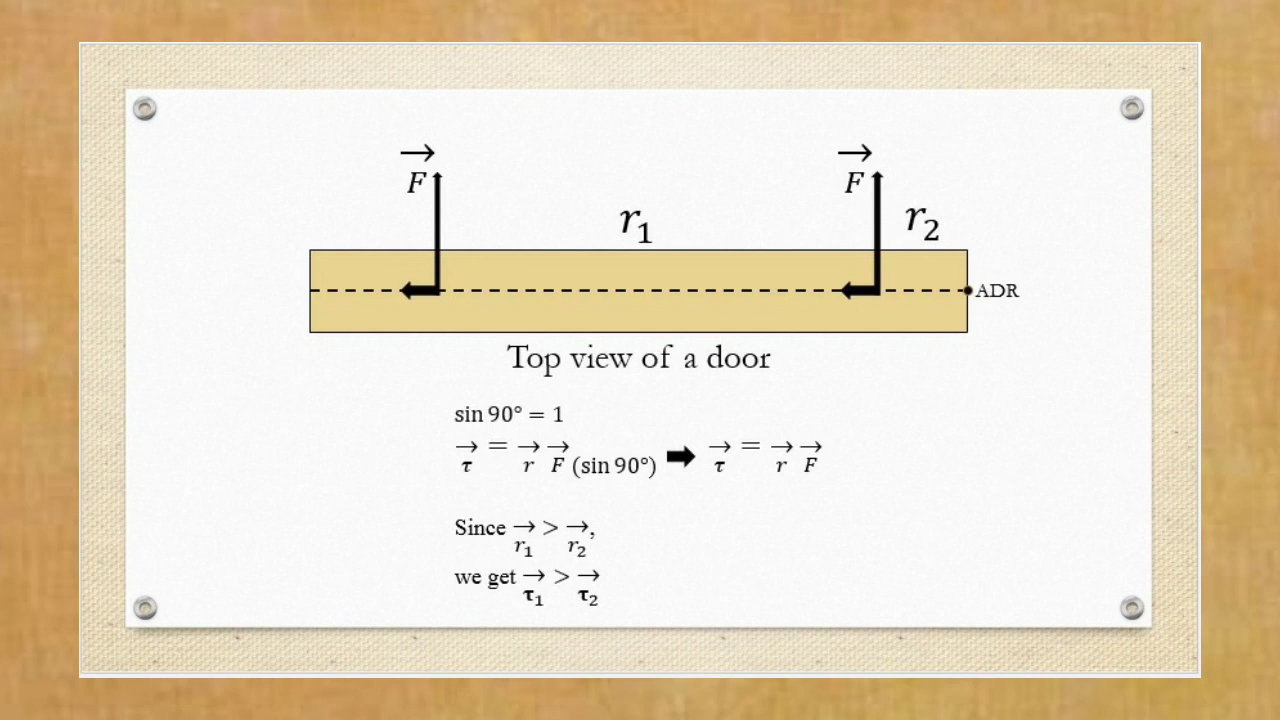 → →
F F
r₁ r₂
ADR
Top view of a door
sin 90° = 1
→ = → → (sin 90°) ➡ → = → →
τ r F τ r F
Since → > →,
r₁ r₂
we get → > →
τ₁ τ₂